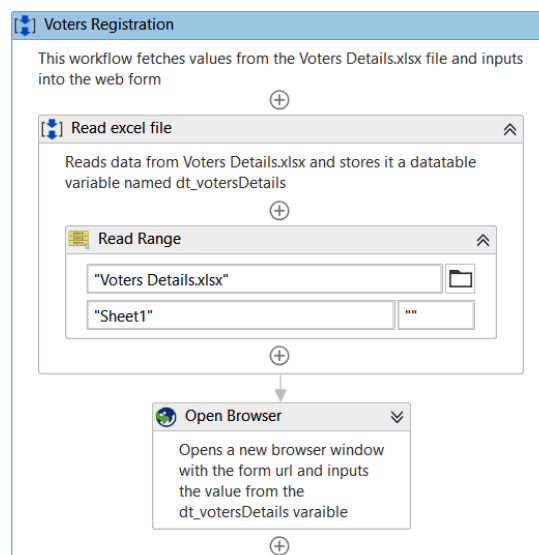 Voters Registration
This workflow fetches values from the Voters Details.xlsx file and inputs
into the web form
Read excel file
Reads data from Voters Details.xlsx and stores it a datatable
variable named dt_votersDetails
Read Range
"Voters Details.xlsx"
"Sheet1" ""
Open Browser
Opens a new browser window
with the form url and inputs
the value from the
dt_votersDetails varaible